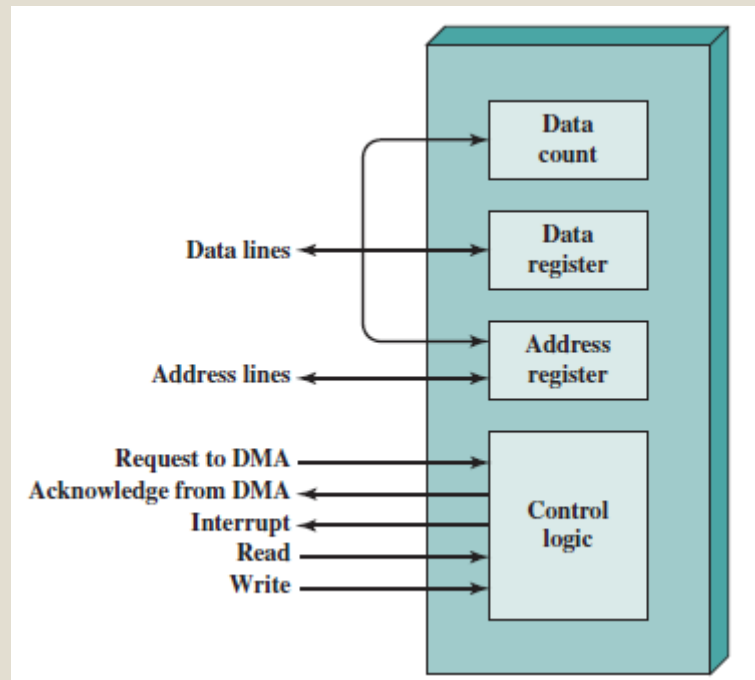 Data
count
Data lines
Data
register
Address lines
Address
register
Request to DMA
Acknowledge from DMA
Interrupt
Read
Write
Control
logic